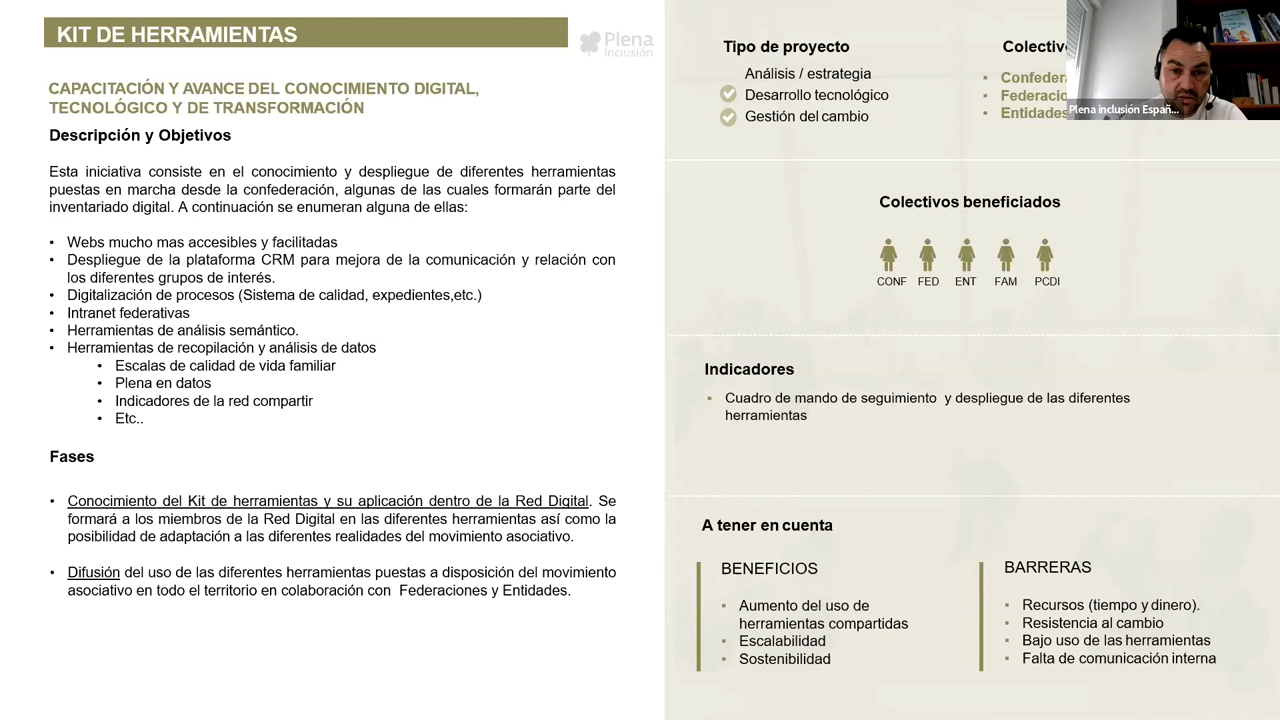 KIT DE HERRAMIENTAS
Plena
inclusión
CAPACITACIÓN Y AVANCE DEL CONOCIMIENTO DIGITAL,
TECNOLÓGICO Y DE TRANSFORMACIÓN
Descripción y Objetivos
Esta iniciativa consiste en el conocimiento y despliegue de diferentes herramientas
puestas en marcha desde la confederación, algunas de las cuales formarán parte del
inventariado digital. A continuación se enumeran alguna de ellas:
• Webs mucho mas accesibles y facilitadas
• Despliegue de la plataforma CRM para mejora de la comunicación y relación con
los diferentes grupos de interés.
• Digitalización de procesos (Sistema de calidad, expedientes,etc.)
• Intranet federativas
• Herramientas de análisis semántico.
• Herramientas de recopilación y análisis de datos
• Escalas de calidad de vida familiar
• Plena en datos
• Indicadores de la red compartir
• Etc..
Fases
• Conocimiento del Kit de herramientas y su aplicación dentro de la Red Digital. Se
formará a los miembros de la Red Digital en las diferentes herramientas así como la
posibilidad de adaptación a las diferentes realidades del movimiento asociativo.
• Difusión del uso de las diferentes herramientas puestas a disposición del movimiento
asociativo en todo el territorio en colaboración con Federaciones y Entidades.
Tipo de proyecto
Análisis / estrategia
Desarrollo tecnológico
Gestión del cambio
Colectiv
Confeder
Federacio
Entidades
Plena inclusión Españ...
Colectivos beneficiados
CONF FED ENT FAM PCDI
Indicadores
Cuadro de mando de seguimiento y despliegue de las diferentes
herramientas
A tener en cuenta
BENEFICIOS
Aumento del uso de
herramientas compartidas
Escalabilidad
Sostenibilidad
BARRERAS
Recursos (tiempo y dinero).
Resistencia al cambio
Bajo uso de las herramientas
Falta de comunicación interna